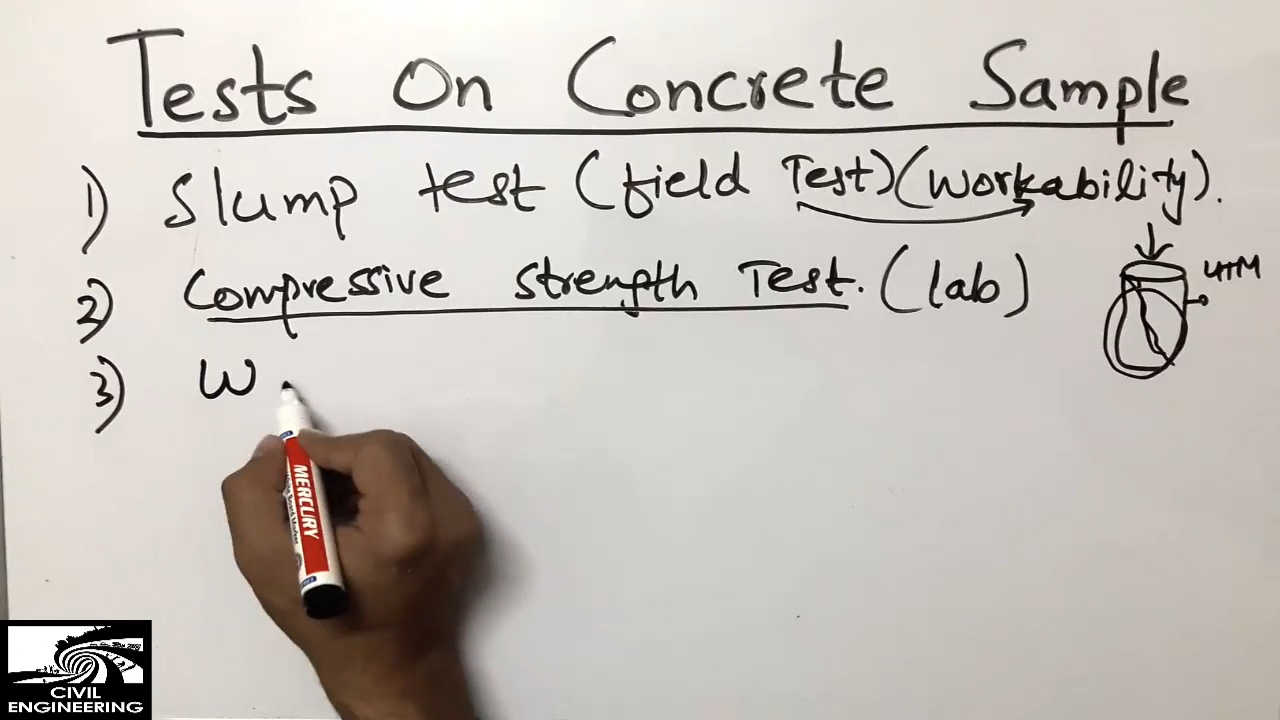 Tests On Concrete Sample
1) Slump test (field Test) (workability).
2) Compressive strength Test. (lab)
UTM
3) W
MERCURY
CIVIL
ENGINEERING